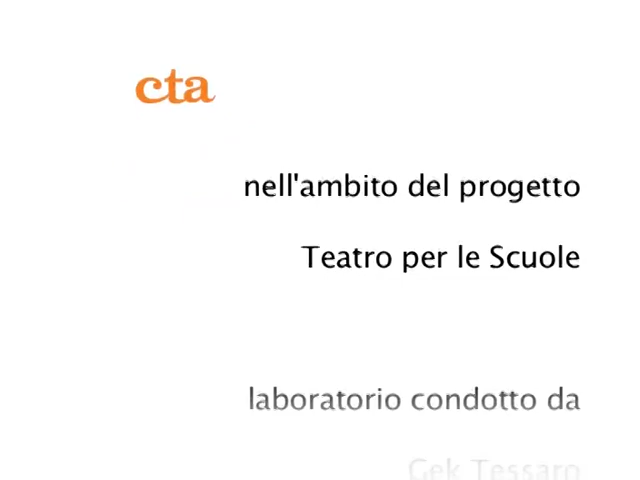 cta
nell'ambito del progetto
Teatro per le Scuole
laboratorio condotto da
Gek Tessaro